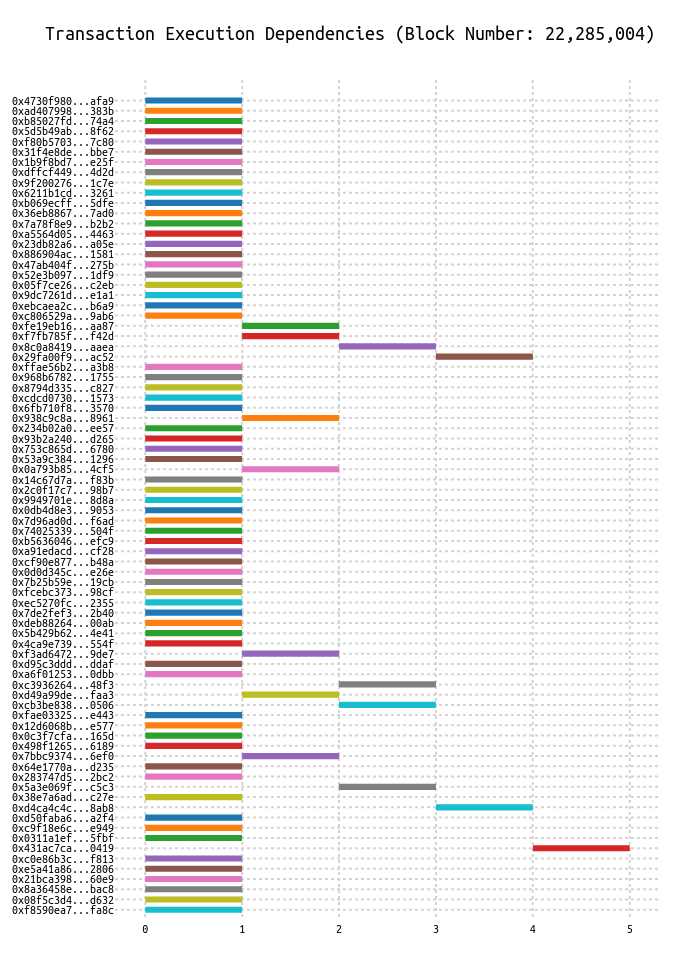 Transaction Execution Dependencies (Block Number: 22,285,004)
0x4730f980...afa9
0xad407998...383b
0xb85027fd...74a4
0x5d5b49ab...8f62
0xf80b5703...7c80
0x31f4e8de...bbe7
0x1b9f8bd7...e25f
0xdffcf449...4d2d
0x9f200276...1c7e
0x6211b1cd...3261
0xb069ecff...5dfe
0x36eb8867...7ad0
0x7a78f8e9...b2b2
0xa5564d05...4463
0x23db82a6...a05e
0x886904ac...1581
0x47ab404f...275b
0x52e3b097...1df9
0x05f7ce26...c2eb
0x9dc7261d...e1a1
0xebcaea2c...b6a9
0xc806529a...9ab6
0xfe19eb16...aa87
0xf7fb785f...f42d
0x8c0a8419...aaea
0x29fa00f9...ac52
0xffae56b2...a3b8
0x968b6782...1755
0x8794d335...c827
0xcdcd0730...1573
0x6fb710f8...3570
0x938c9c8a...8961
0x234b02a0...ee57
0x93b2a240...d265
0x753c865d...6780
0x53a9c384...1296
0x0a793b85...4cf5
0x14c67d7a...f83b
0x2c0f17c7...98b7
0x9949701e...8d8a
0x0db4d8e3...9053
0x7d96ad0d...f6ad
0x74025339...504f
0xb5636046...efc9
0xa91edacd...cf28
0xcf90e877...b48a
0x0d0d345c...e26e
0x7b25b59e...19cb
0xfcebc373...98cf
0xec5270fc...2355
0x7de2fef3...2b40
0xdeb88264...00ab
0x5b429b62...4e41
0x4ca9e739...554f
0xf3ad6472...9de7
0xd95c3ddd...ddaf
0xa6f01253...0dbb
0xc3936264...48f3
0xd49a99de...faa3
0xcb3be838...0506
0xfae03325...e443
0x12d6068b...e577
0x0c3f7cfa...165d
0x498f1265...6189
0x7bbc9374...6ef0
0x64e1770a...d235
0x283747d5...2bc2
0x5a3e069f...c5c3
0x38e7a6ad...c27e
0xd4ca4c4c...8ab8
0xd50faba6...a2f4
0xc9f18e6c...e949
0x0311a1ef...5fbf
0x431ac7ca...0419
0xc0e86b3c...f813
0xe5a41a86...2806
0x21bca398...60e9
0x8a36458e...bac8
0x08f5c3d4...d632
0xf8590ea7...fa8c
0 1 2 3 4 5